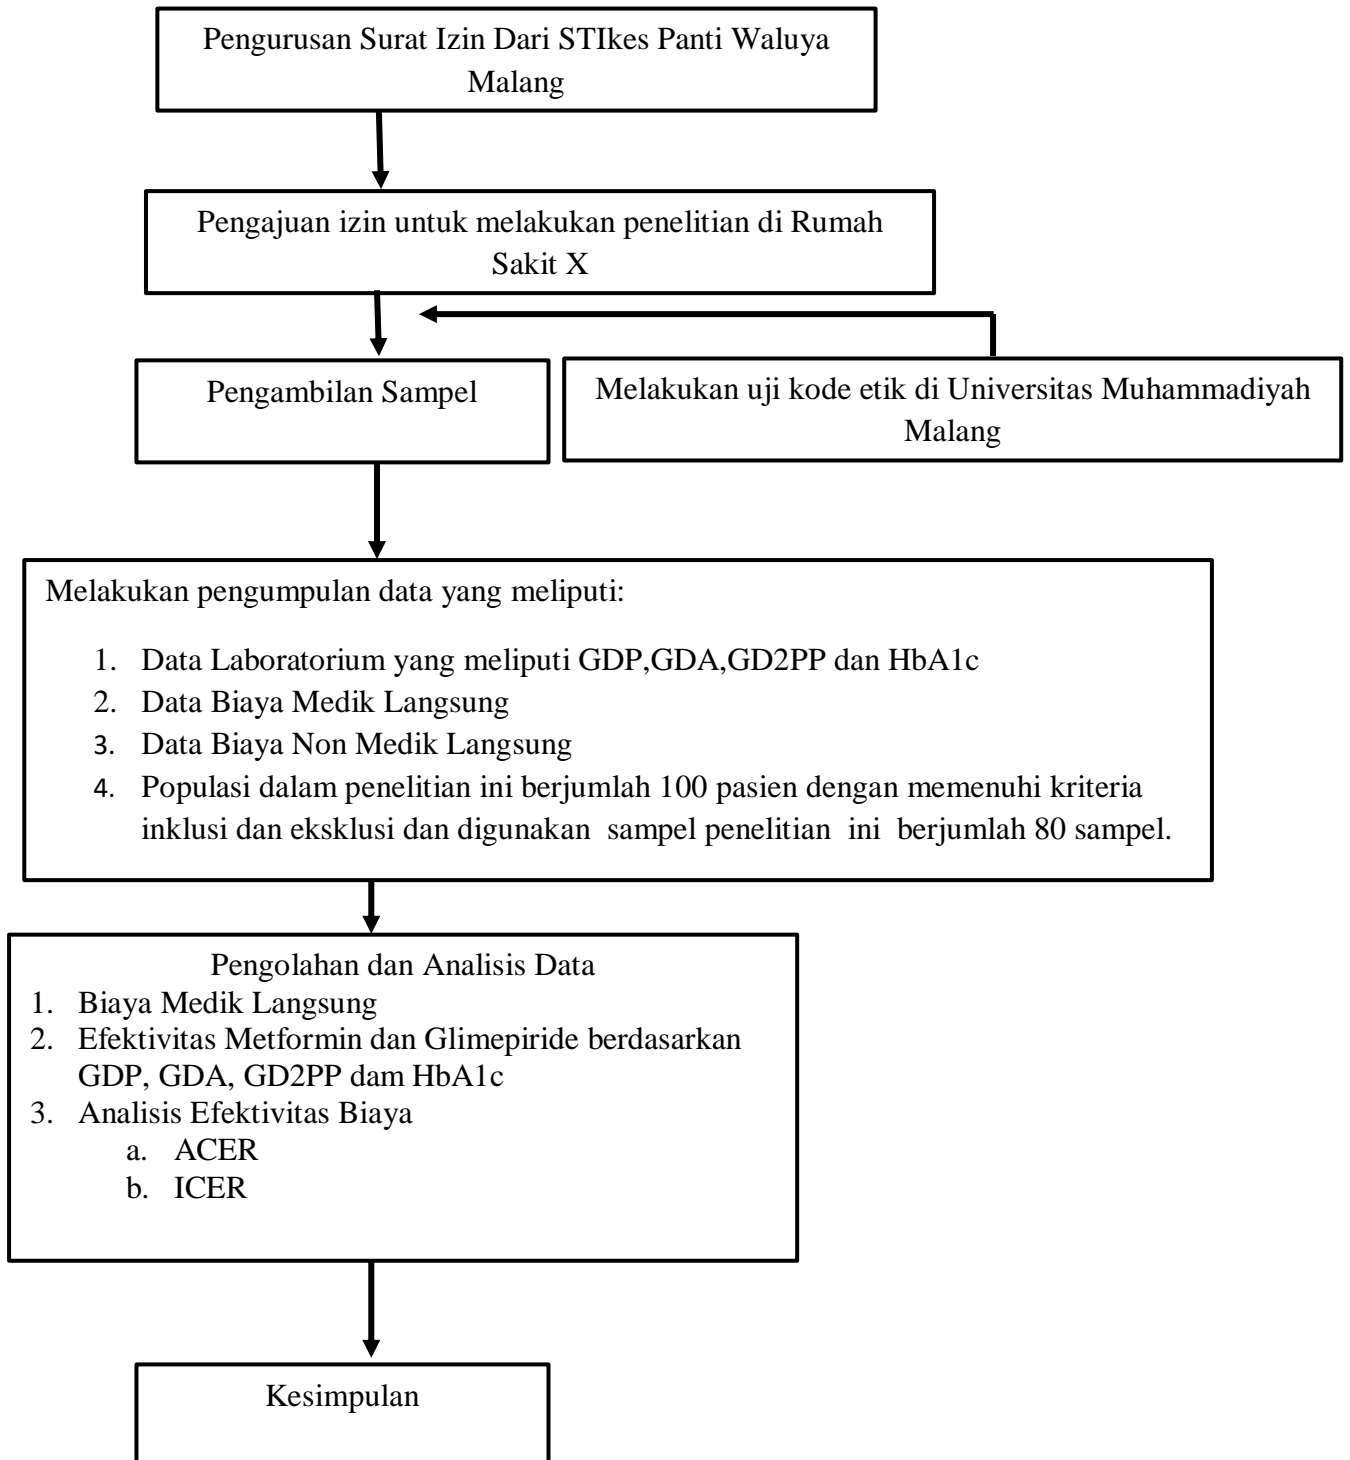 Pengurusan Surat Izin Dari STIkes Panti Waluya
Malang
Pengajuan izin untuk melakukan penelitian di Rumah
Sakit X
Pengambilan Sampel
Melakukan uji kode etik di Universitas Muhammadiyah
Malang
Melakukan pengumpulan data yang meliputi:
1. Data Laboratorium yang meliputi GDP,GDA,GD2PP dan HbA1c
2. Data Biaya Medik Langsung
3. Data Biaya Non Medik Langsung
4. Populasi dalam penelitian ini berjumlah 100 pasien dengan memenuhi kriteria
inklusi dan eksklusi dan digunakan sampel penelitian ini berjumlah 80 sampel.
Pengolahan dan Analisis Data
1. Biaya Medik Langsung
2. Efektivitas Metformin dan Glimepiride berdasarkan
GDP, GDA, GD2PP dam HbA1c
3. Analisis Efektivitas Biaya
a. ACER
b. ICER
Kesimpulan